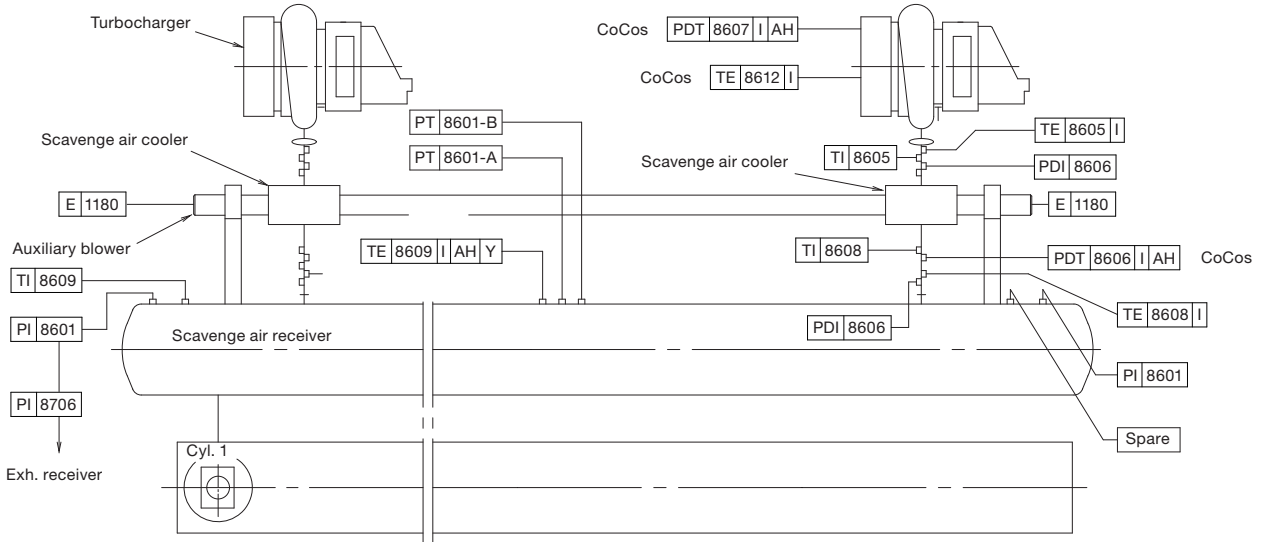 Turbocharger
CoCos PDT 8607 I AH
CoCos TE 8612 I
PT 8601-B
TE 8605 I
Scavenge air cooler
PT 8601-A
Scavenge air cooler
TI 8605
PDI 8606
E 1180
E 1180
Auxiliary blower
TE 8609 I AH Y
TI 8608
PDT 8606 I AH CoCos
TI 8609
PI 8601
Scavenge air receiver
PDI 8606
TE 8608 I
PI 8601
PI 8706
Spare
Exh. receiver
Cyl. 1